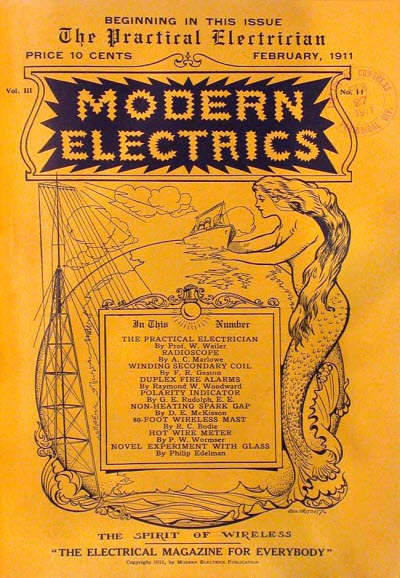 BEGINNING IN THIS ISSUE
The Practical Electrician
PRICE 10 CENTS FEBRUARY, 1911
Vol. III No. 11
MODERN
ELECTRICS
CONGRESS
27
1911
In This Number
THE PRACTICAL ELECTRICIAN
By Prof. W. Weiler
RADIOSCOPE
By A. C. Marlowe
WINDING SECONDARY COIL
By F. R. Gaston
DUPLEX FIRE ALARMS
By Raymond W. Woodward
POLARITY INDICATOR
By G. E. Rudolph, E. E.
NON-HEATING SPARK GAP
By D. E. McKisson
80-FOOT WIRELESS MAST
By R. C. Bodie
HOT WIRE METER
By P. W. Wormser
NOVEL EXPERIMENT WITH GLASS
By Philip Edelman
THE SPIRIT OF WIRELESS
"THE ELECTRICAL MAGAZINE FOR EVERYBODY"
Copyright 1911, by MODERN ELECTRICS PUBLICATION